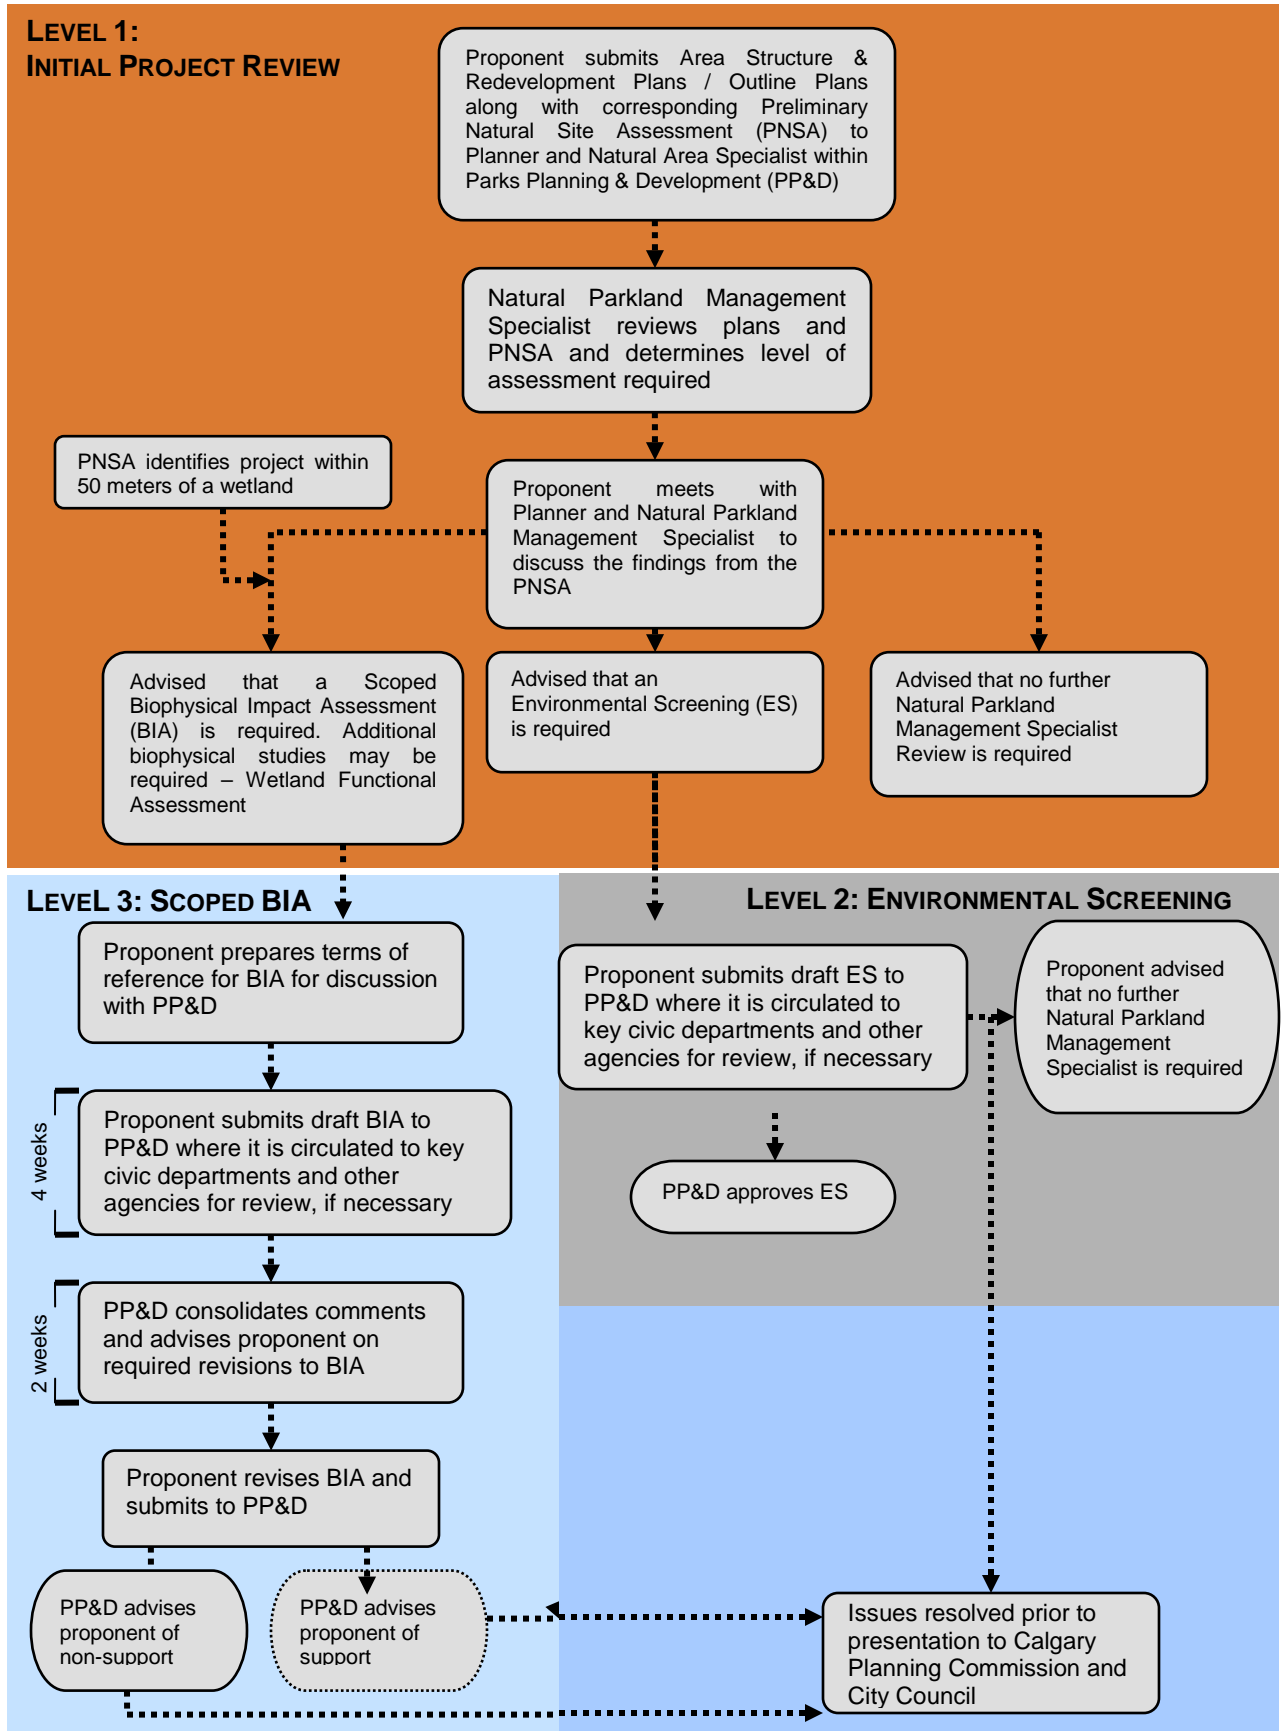 LEVEL 1:
INITIAL PROJECT REVIEW
Proponent submits Area Structure &
Redevelopment Plans / Outline Plans
along with corresponding Preliminary
Natural Site Assessment (PNSA) to
Planner and Natural Area Specialist within
Parks Planning & Development (PP&D)
Natural Parkland Management
Specialist reviews plans and
PNSA and determines level of
assessment required
PNSA identifies project within
50 meters of a wetland
Proponent meets with
Planner and Natural Parkland
Management Specialist to
discuss the findings from the
PNSA
Advised that a Scoped
Biophysical Impact Assessment
(BIA) is required. Additional
biophysical studies may be
required – Wetland Functional
Assessment
Advised that an
Environmental Screening (ES)
is required
Advised that no further
Natural Parkland
Management Specialist
Review is required
LEVEL 3: SCOPED BIA
Proponent prepares terms of
reference for BIA for discussion
with PP&D
4 weeks
Proponent submits draft BIA to
PP&D where it is circulated to key
civic departments and other
agencies for review, if necessary
2 weeks
PP&D consolidates comments
and advises proponent on
required revisions to BIA
Proponent revises BIA and
submits to PP&D
PP&D advises
proponent of
non-support
PP&D advises
proponent of
support
LEVEL 2: ENVIRONMENTAL SCREENING
Proponent submits draft ES to
PP&D where it is circulated to
key civic departments and other
agencies for review, if necessary
Proponent advised
that no further
Natural Parkland
Management
Specialist is required
PP&D approves ES
Issues resolved prior to
presentation to Calgary
Planning Commission and
City Council